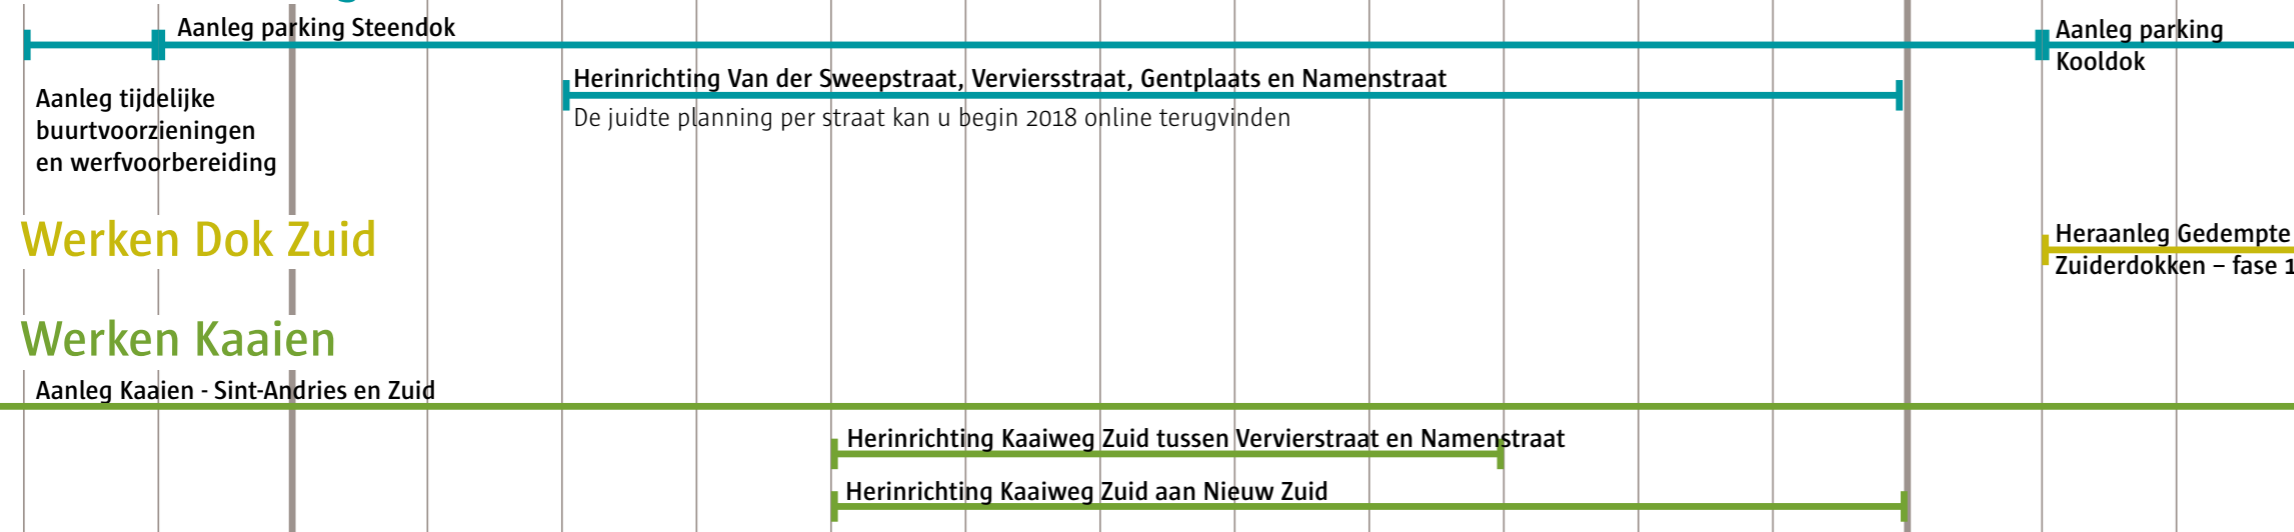 Aanleg parking Steendok
Aanleg parking
Kooldok
Herinrichting Van der Sweepstraat, Verviersstraat, Gentplaats en Namenstraat
De juidte planning per straat kan u begin 2018 online terugvinden
Aanleg tijdelijke
buurtvoorzieningen
en werfvoorbereiding
Werken Dok Zuid
Heraanleg Gedempte
Zuiderdokken – fase 1
Werken Kaaien
Aanleg Kaaien - Sint-Andries en Zuid
Herinrichting Kaaiweg Zuid tussen Vervierstraat en Namenstraat
Herinrichting Kaaiweg Zuid aan Nieuw Zuid